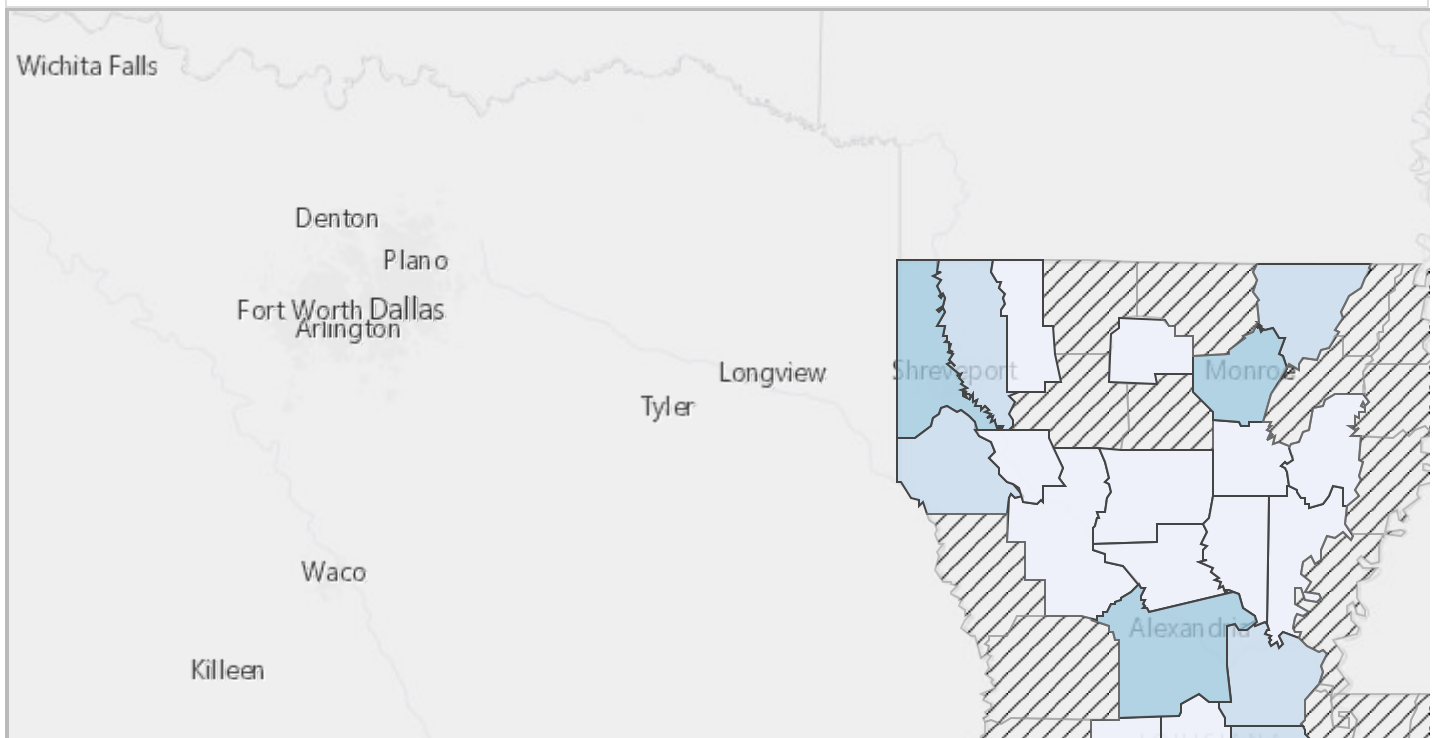 Wichita Falls
Denton
Plano
Fort Worth Dallas
Arlington
Shreveport
Monroe
Longview
Tyler
Waco
Alexandria
Killeen